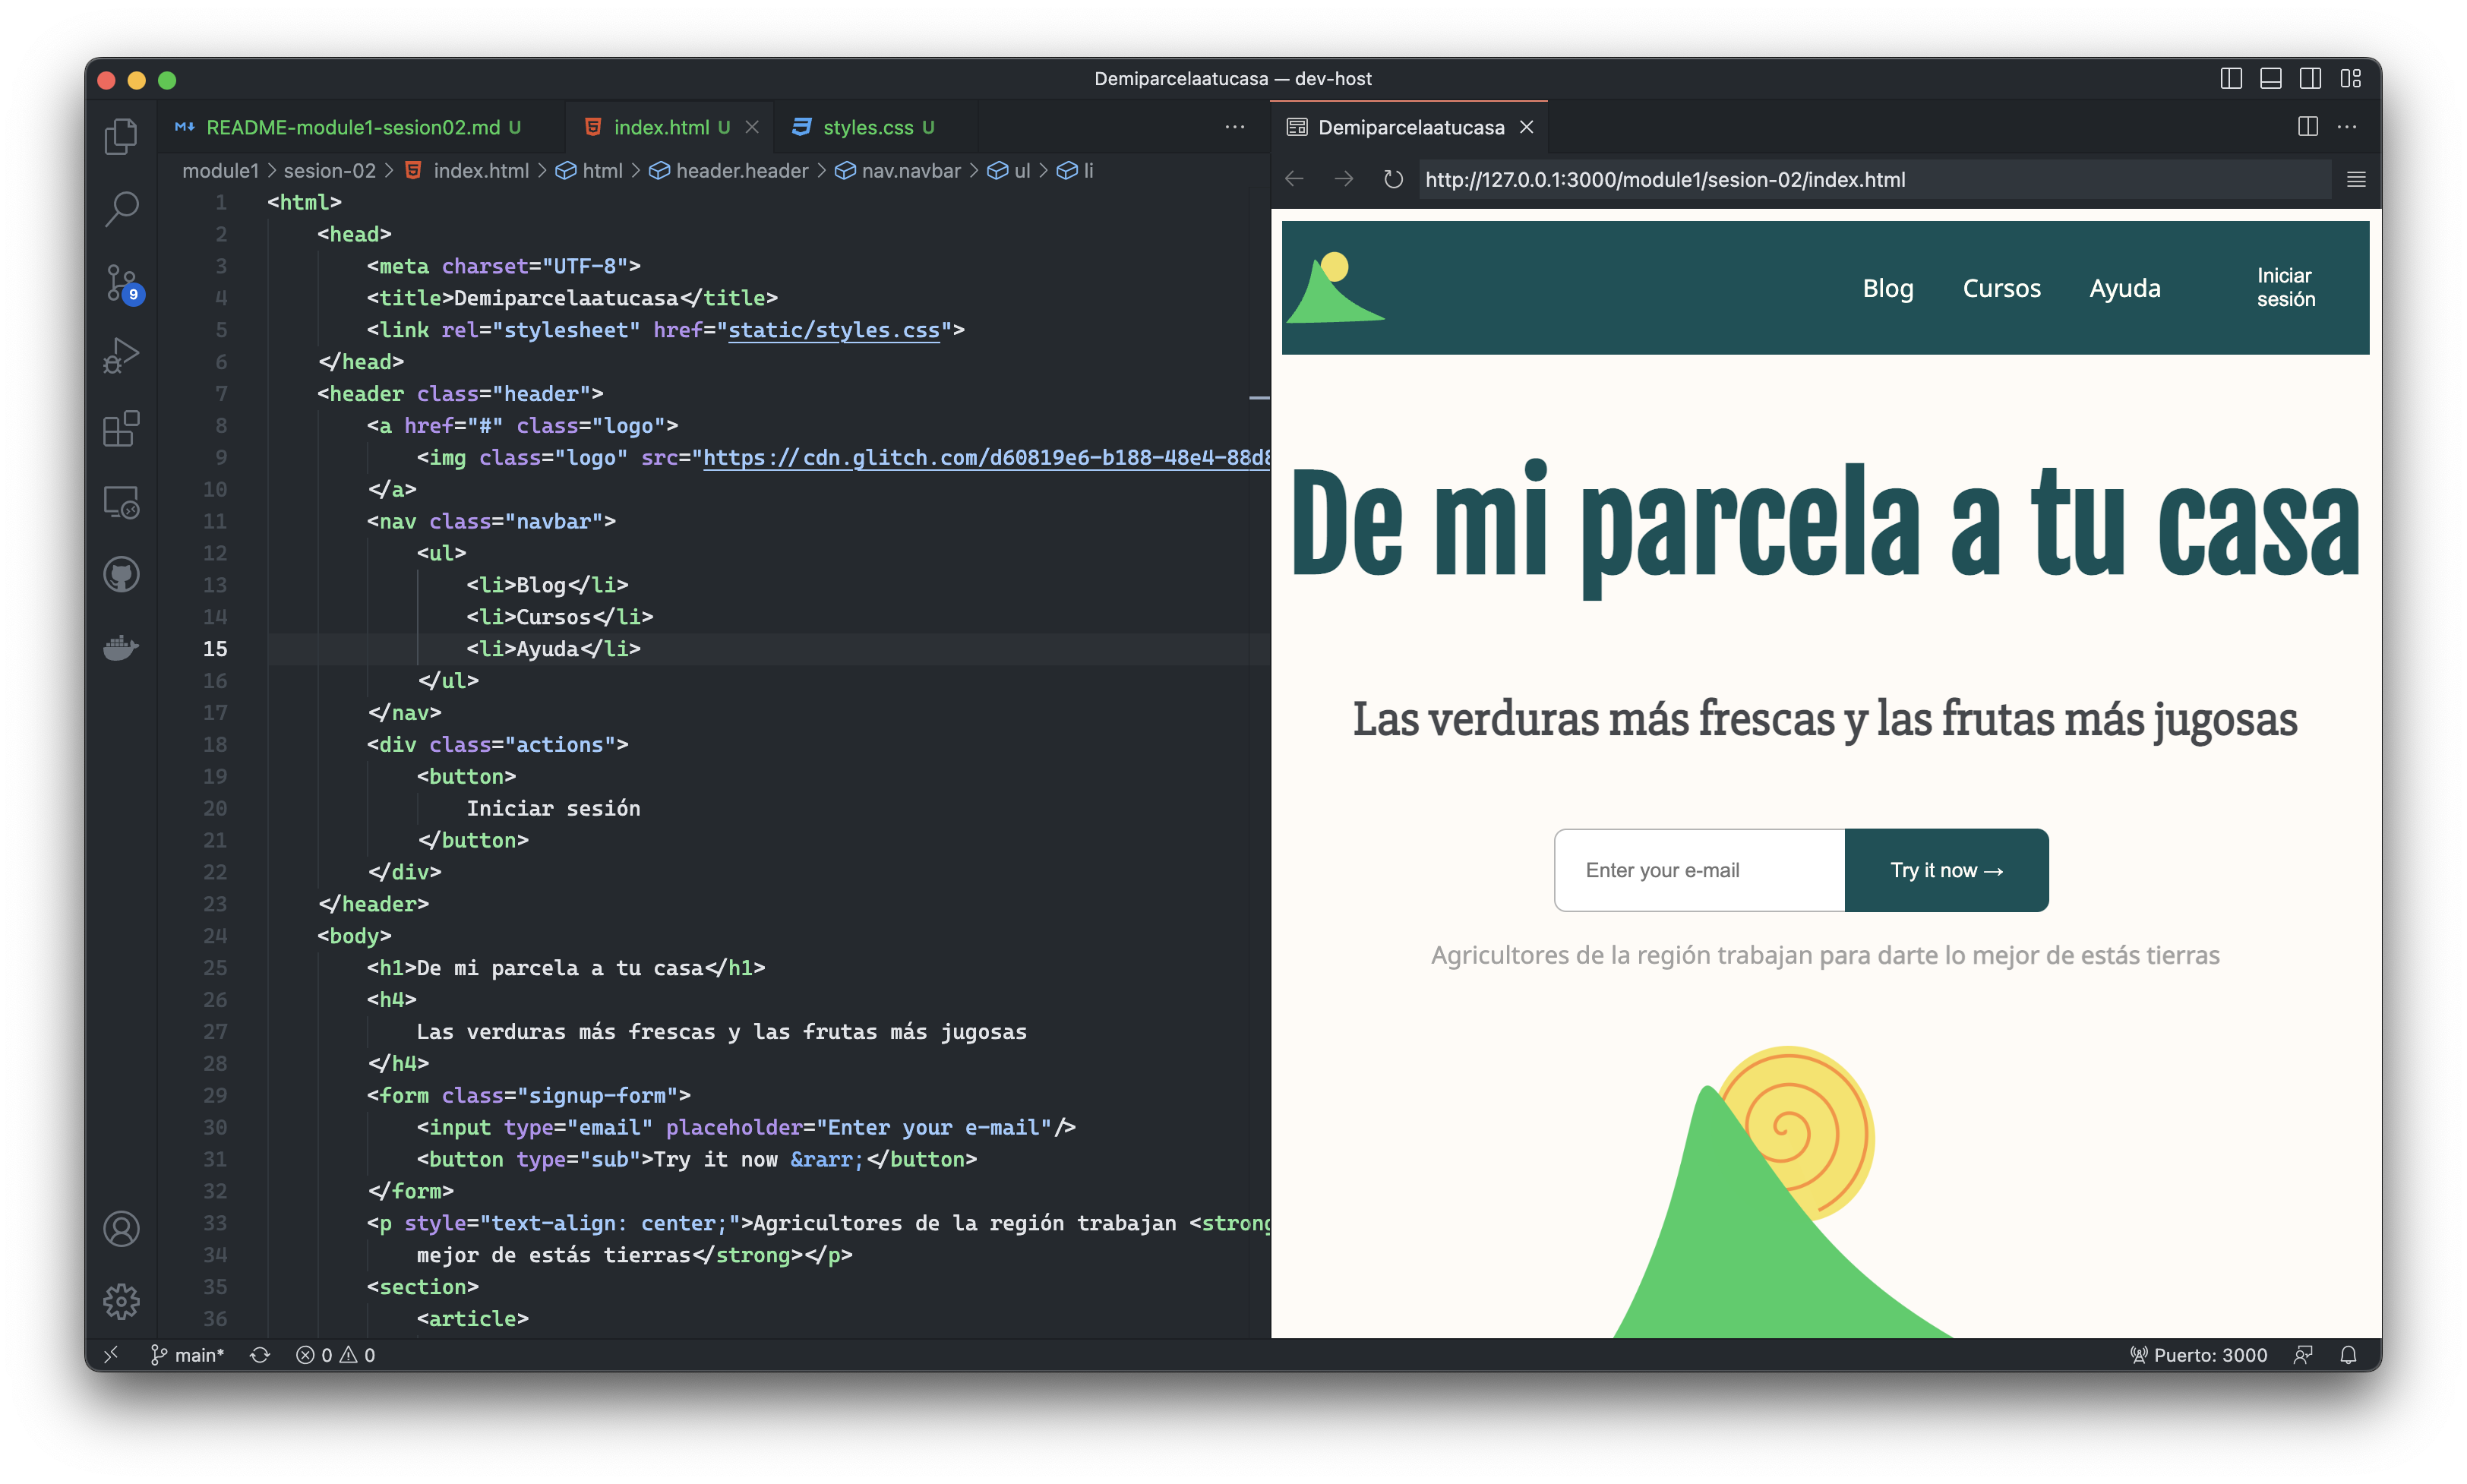 Demiparcelaatucasa — dev-host
README-module1-sesion02.md U
index.html U
styles.css U
module1 > sesion-02 > index.html > html > header.header > nav.navbar > ul > li
9
1 <html>
2 <head>
3 <meta charset="UTF-8">
4 <title>Demiparcelaatucasa</title>
5 <link rel="stylesheet" href="static/styles.css">
6 </head>
7 <header class="header">
8 <a href="#" class="logo">
9 <img class="logo" src="https://cdn.glitch.com/d60819e6-b188-48e4-88d8
10 </a>
11 <nav class="navbar">
12 <ul>
13 <li>Blog</li>
14 <li>Cursos</li>
15 <li>Ayuda</li>
16 </ul>
17 </nav>
18 <div class="actions">
19 <button>
20 Iniciar sesión
21 </button>
22 </div>
23 </header>
24 <body>
25 <h1>De mi parcela a tu casa</h1>
26 <h4>
27 Las verduras más frescas y las frutas más jugosas
28 </h4>
29 <form class="signup-form">
30 <input type="email" placeholder="Enter your e-mail"/>
31 <button type="sub">Try it now &rarr;</button>
32 </form>
33 <p style="text-align: center;">Agricultores de la región trabajan <strong
34 mejor de estás tierras</strong></p>
35 <section>
36 <article>
main*
0 0
Demiparcelaatucasa
http://127.0.0.1:3000/module1/sesion-02/index.html
Blog
Cursos
Ayuda
Iniciar
sesión
De mi parcela a tu casa
Las verduras más frescas y las frutas más jugosas
Enter your e-mail
Try it now →
Agricultores de la región trabajan para darte lo mejor de estás tierras
Puerto: 3000